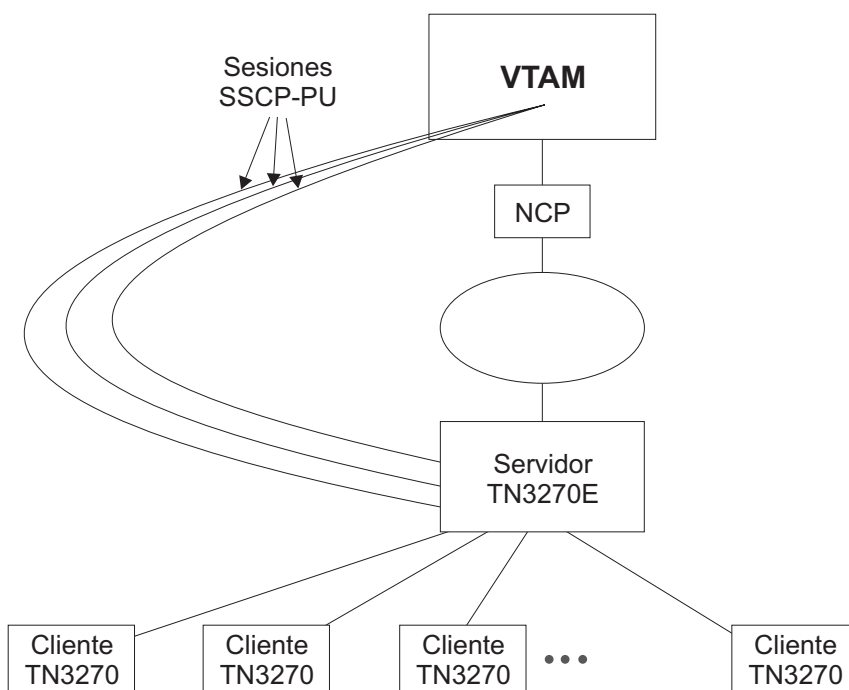 Sesiones
SSCP-PU
VTAM
NCP
Servidor
TN3270E
Cliente
TN3270
Cliente
TN3270
Cliente
TN3270
Cliente
TN3270